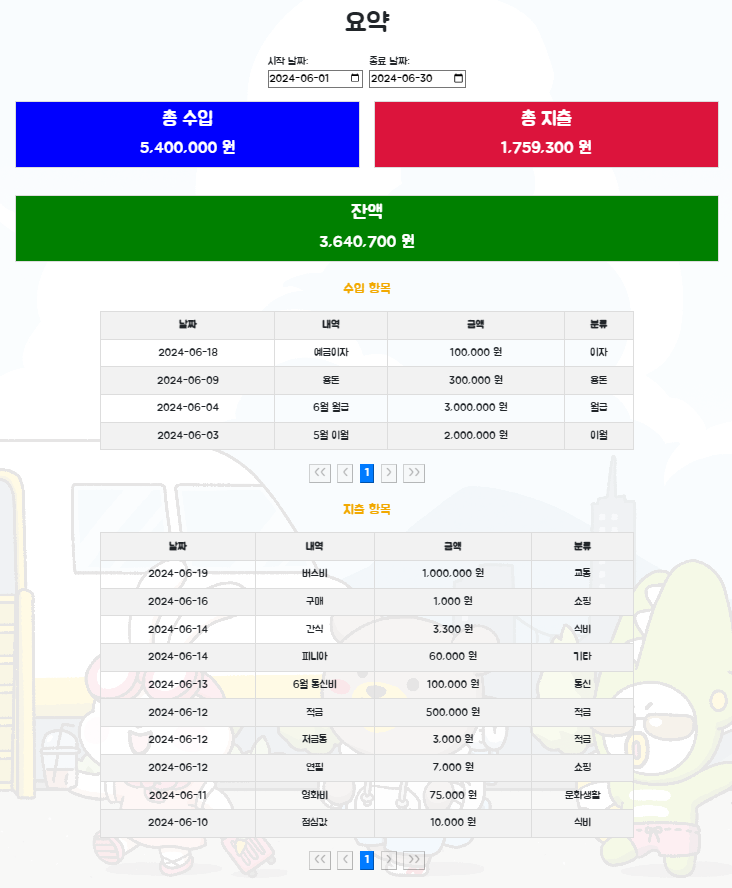 요약
시작 날짜: 종료 날짜:
2024-06-01 2024-06-30
총 수입 총 지출
5,400,000 원 1,759,300 원
잔액
3,640,700 원
수입 항목
날짜 내역 금액 분류
2024-06-18 예금이자 100,000 원 이자
2024-06-09 용돈 300,000 원 용돈
2024-06-04 6월 월급 3,000,000 원 월급
2024-06-03 5월 이월 2,000,000 원 이월
<< < 1 > >>
지출 항목
날짜 내역 금액 분류
2024-06-19 버스비 1,000,000 원 교통
2024-06-16 구매 1,000 원 쇼핑
2024-06-14 간식 3,300 원 식비
2024-06-14 피니아 60,000 원 기타
2024-06-13 6월 통신비 100,000 원 통신
2024-06-12 적금 500,000 원 적금
2024-06-12 저금통 3,000 원 적금
2024-06-12 연필 7,000 원 쇼핑
2024-06-11 영화비 75,000 원 문화생활
2024-06-10 점심값 10,000 원 식비
<< < 1 > >>